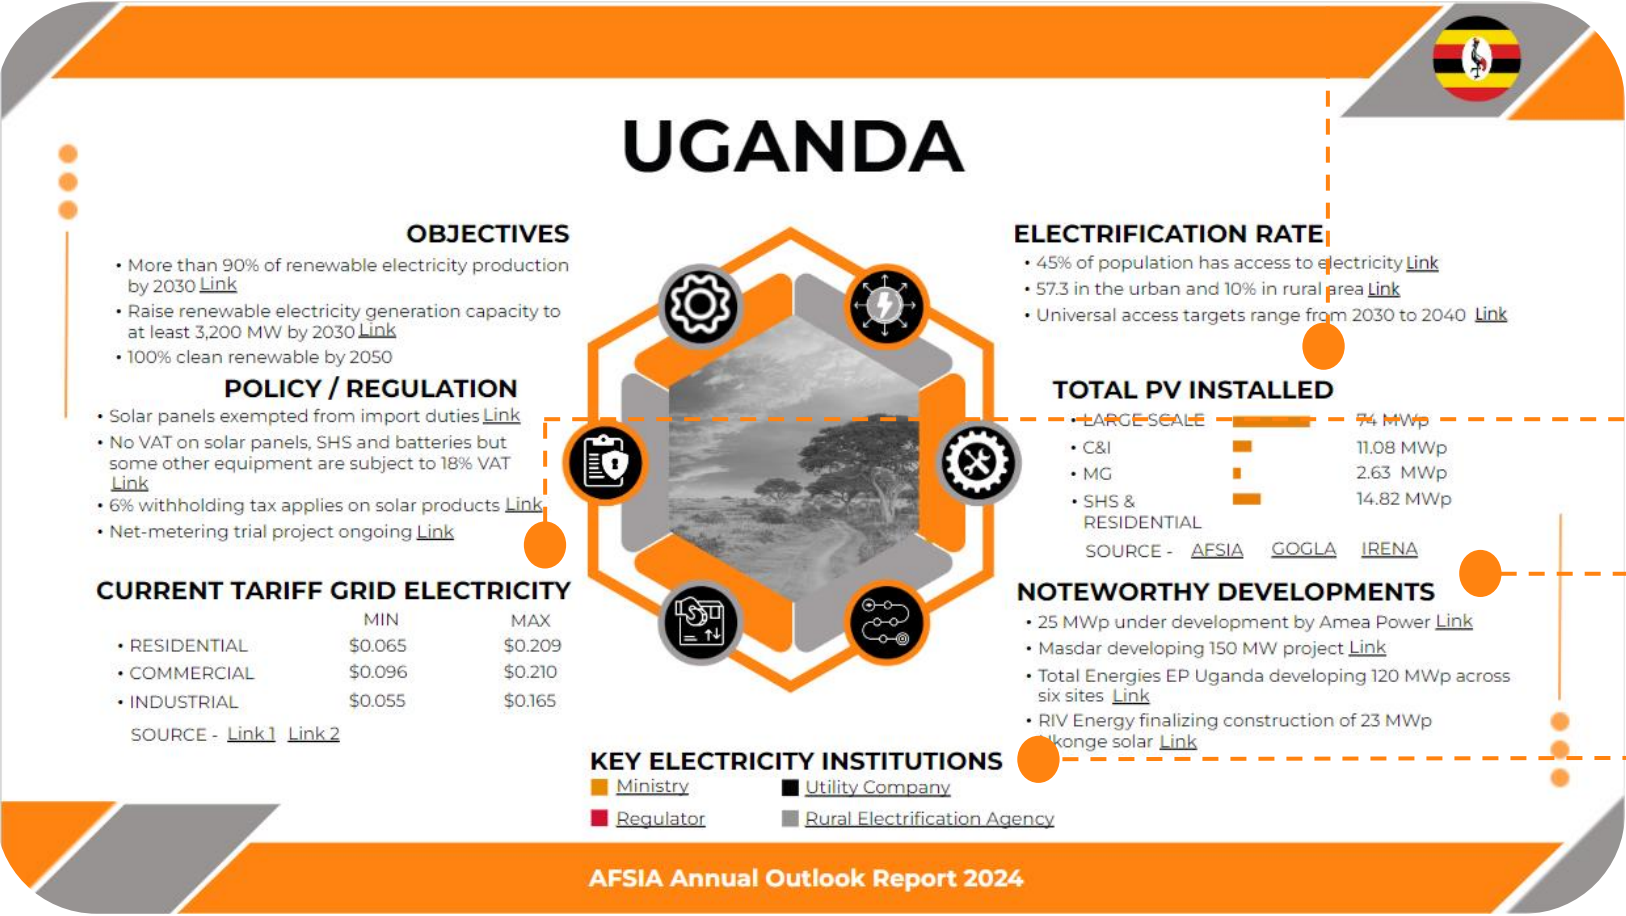 UGANDA
OBJECTIVES
• More than 90% of renewable electricity production
by 2030 Link
• Raise renewable electricity generation capacity to
at least 3,200 MW by 2030 Link
• 100% clean renewable by 2050
POLICY / REGULATION
• Solar panels exempted from import duties Link
• No VAT on solar panels, SHS and batteries but
some other equipment are subject to 18% VAT
Link
• 6% withholding tax applies on solar products Link
• Net-metering trial project ongoing Link
CURRENT TARIFF GRID ELECTRICITY
MIN MAX
• RESIDENTIAL $0.065 $0.209
• COMMERCIAL $0.096 $0.210
• INDUSTRIAL $0.055 $0.165
SOURCE - Link 1 Link 2
ELECTRIFICATION RATE
• 45% of population has access to electricity Link
• 57.3 in the urban and 10% in rural area Link
• Universal access targets range from 2030 to 2040 Link
TOTAL PV INSTALLED
• LARGE SCALE 74 MWp
• C&I 11.08 MWp
• MG 2.63 MWp
• SHS & 14.82 MWp
RESIDENTIAL
SOURCE - AFSIA GOGLA IRENA
NOTEWORTHY DEVELOPMENTS
• 25 MWp under development by Amea Power Link
• Masdar developing 150 MW project Link
• Total Energies EP Uganda developing 120 MWp across
six sites Link
• RIV Energy finalizing construction of 23 MWp
solar Link
KEY ELECTRICITY INSTITUTIONS
Ministry Utility Company
Regulator Rural Electrification Agency
AFSIA Annual Outlook Report 2024